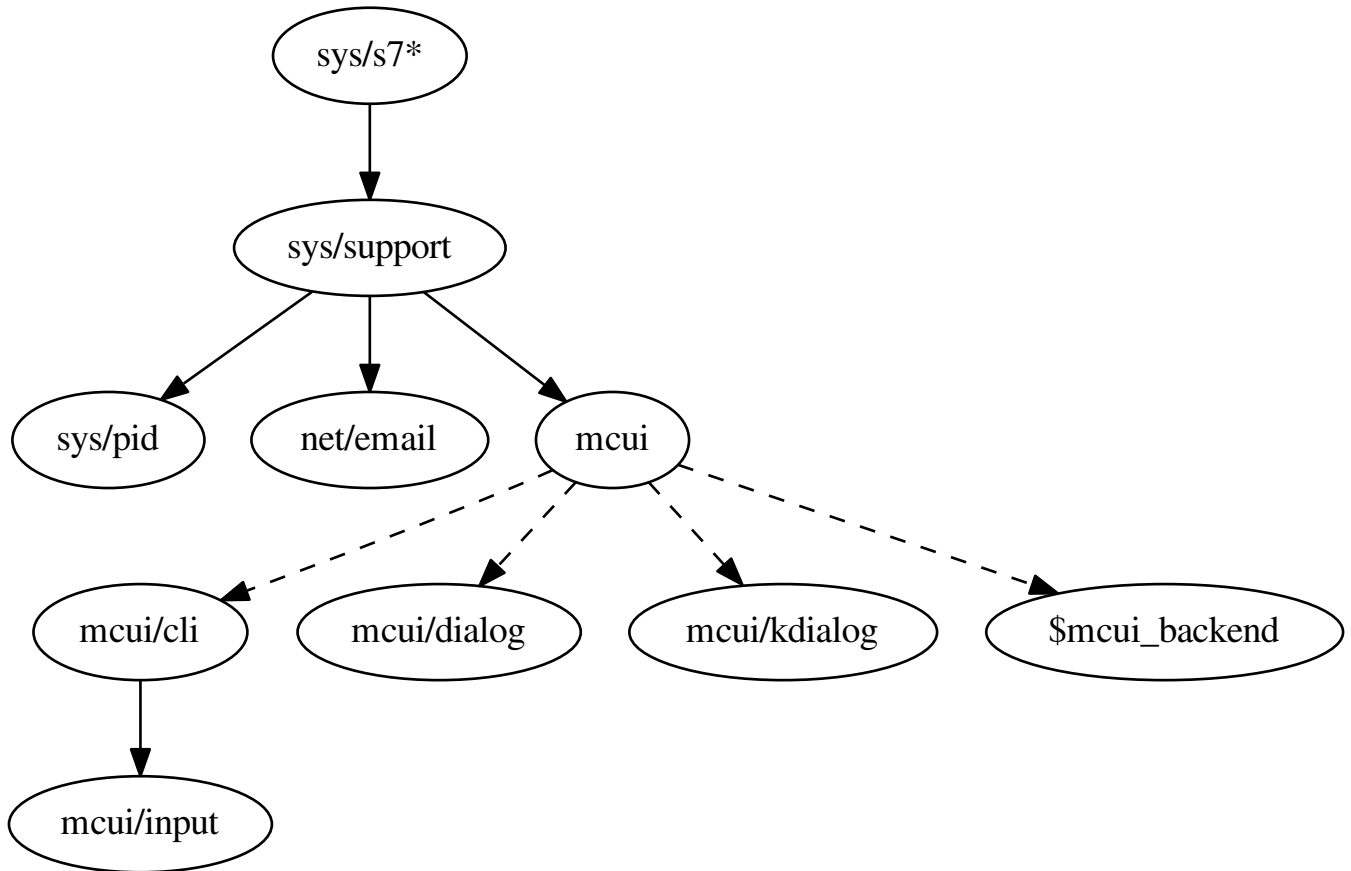 sys/s7*
sys/support
sys/pid
net/email
mcui
mcui/cli
mcui/dialog
mcui/kdialog
$mcui_backend
mcui/input